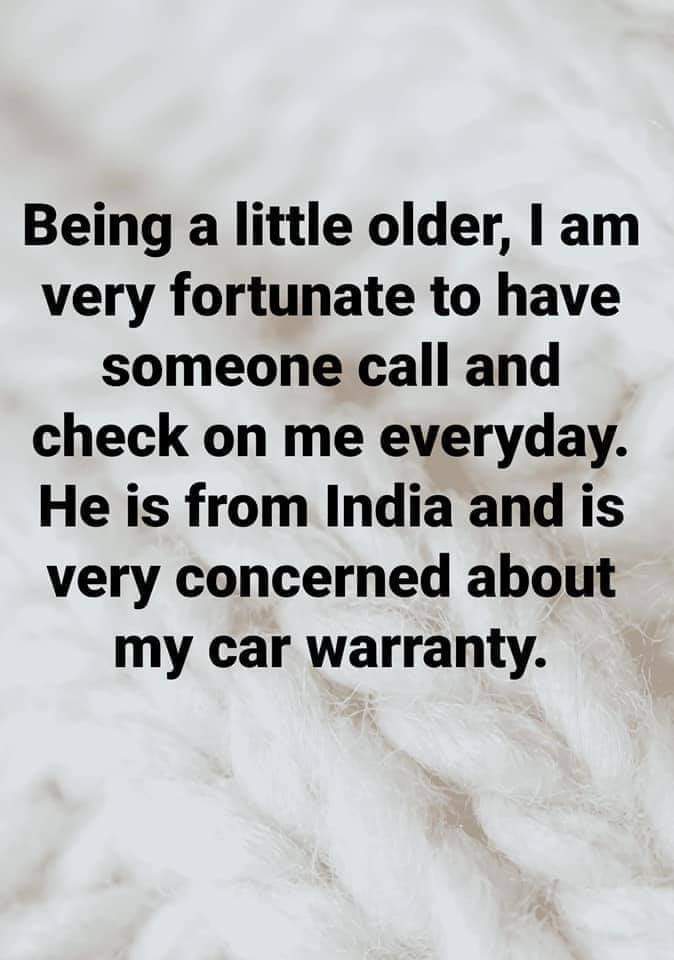 Being a little older, I am
very fortunate to have
someone call and
check on me everyday.
He is from India and is
very concerned about
my car warranty.